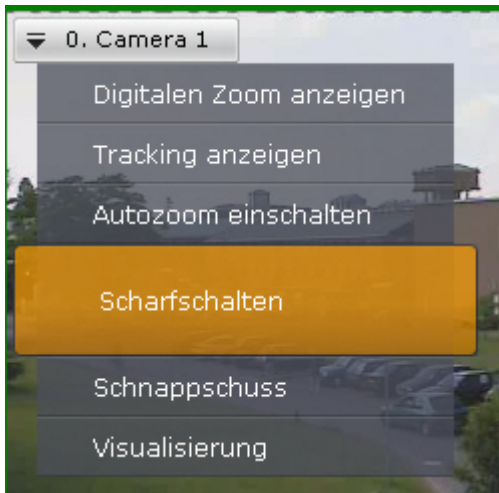 0. Camera 1
Digitalen Zoom anzeigen
Tracking anzeigen
Autozoom einschalten
Scharfschalten
Schnappschuss
Visualisierung